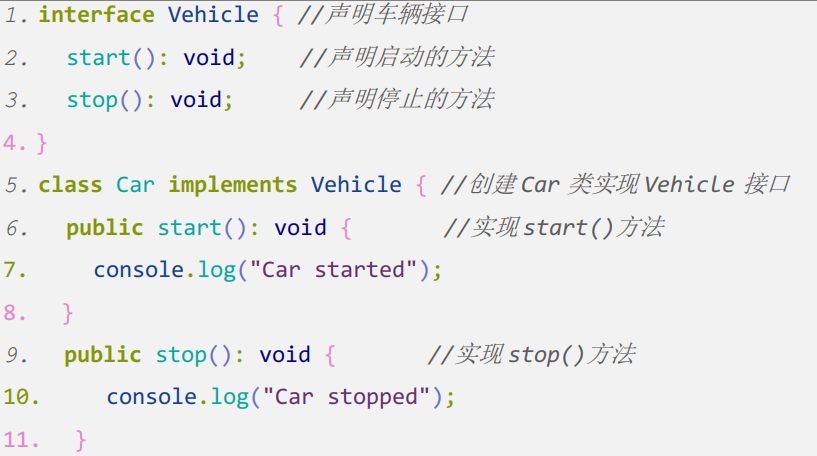 1. interface Vehicle { //声明车辆接口
2. start(): void; //声明启动的方法
3. stop(): void; //声明停止的方法
4. }
5. class Car implements Vehicle { //创建 Car 类实现 Vehicle 接口
6. public start(): void { //实现 start()方法
7. console.log("Car started");
8. }
9. public stop(): void { //实现 stop()方法
10. console.log("Car stopped");
11. }